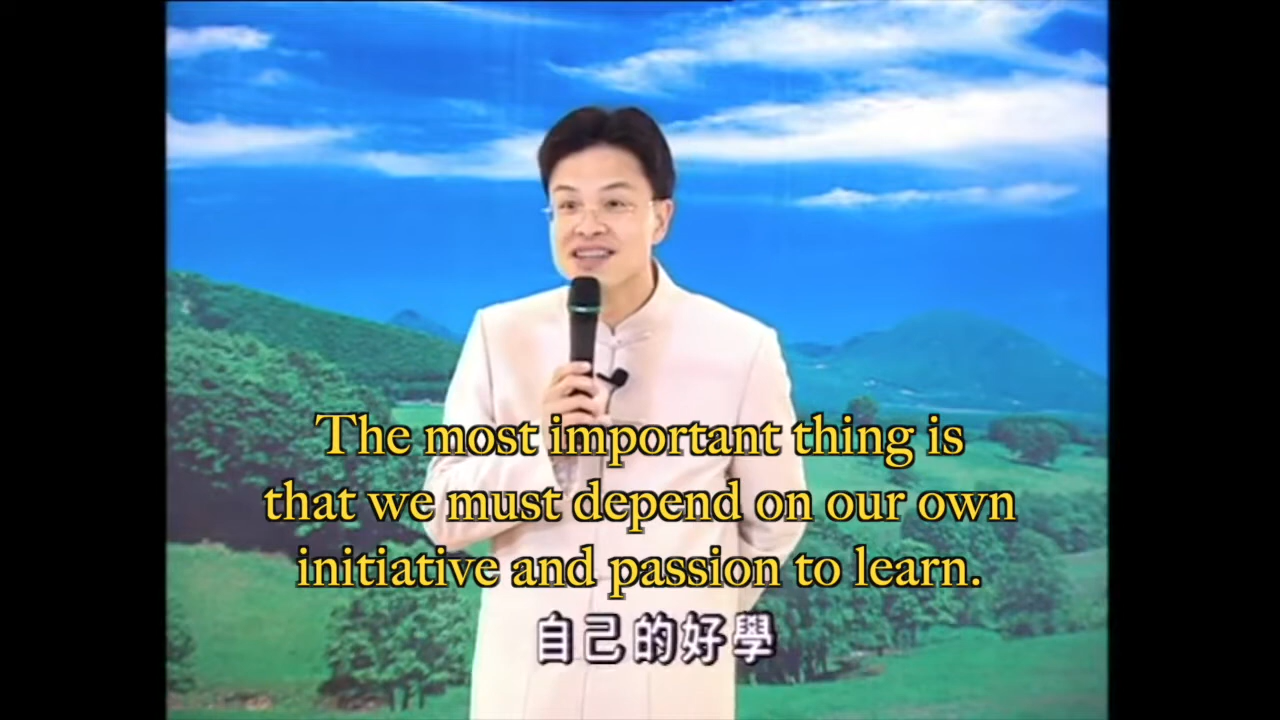 The most important thing is
that we must depend on our own
initiative and passion to learn.
自己的好學